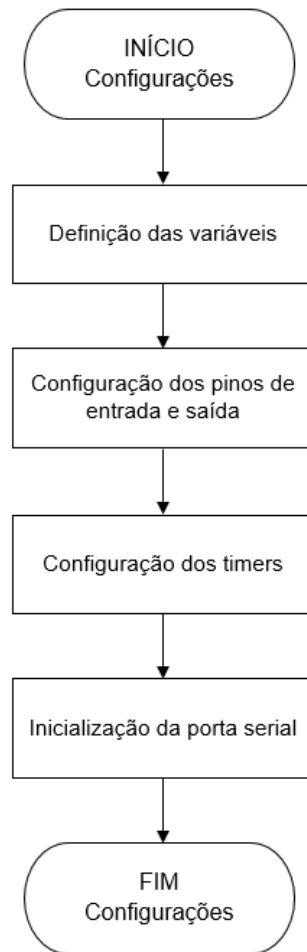 INÍCIO
Configurações
Definição das variáveis
Configuração dos pinos de
entrada e saída
Configuração dos timers
Inicialização da porta serial
FIM
Configurações